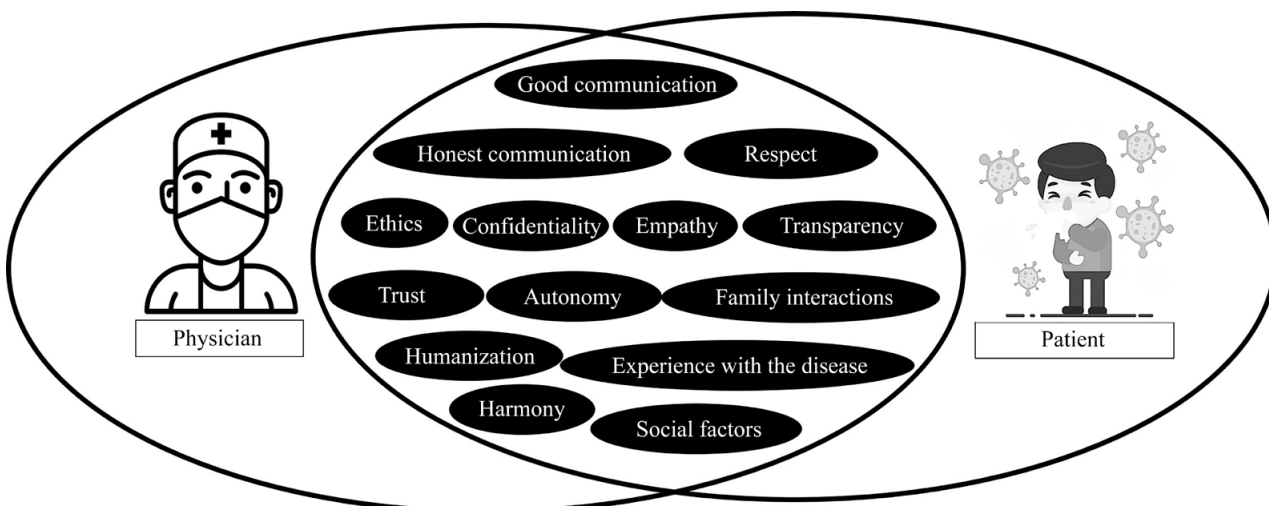 Good communication
Honest communication
Respect
Ethics
Confidentiality
Empathy
Transparency
Trust
Autonomy
Family interactions
Physician
Patient
Humanization
Experience with the disease
Harmony
Social factors